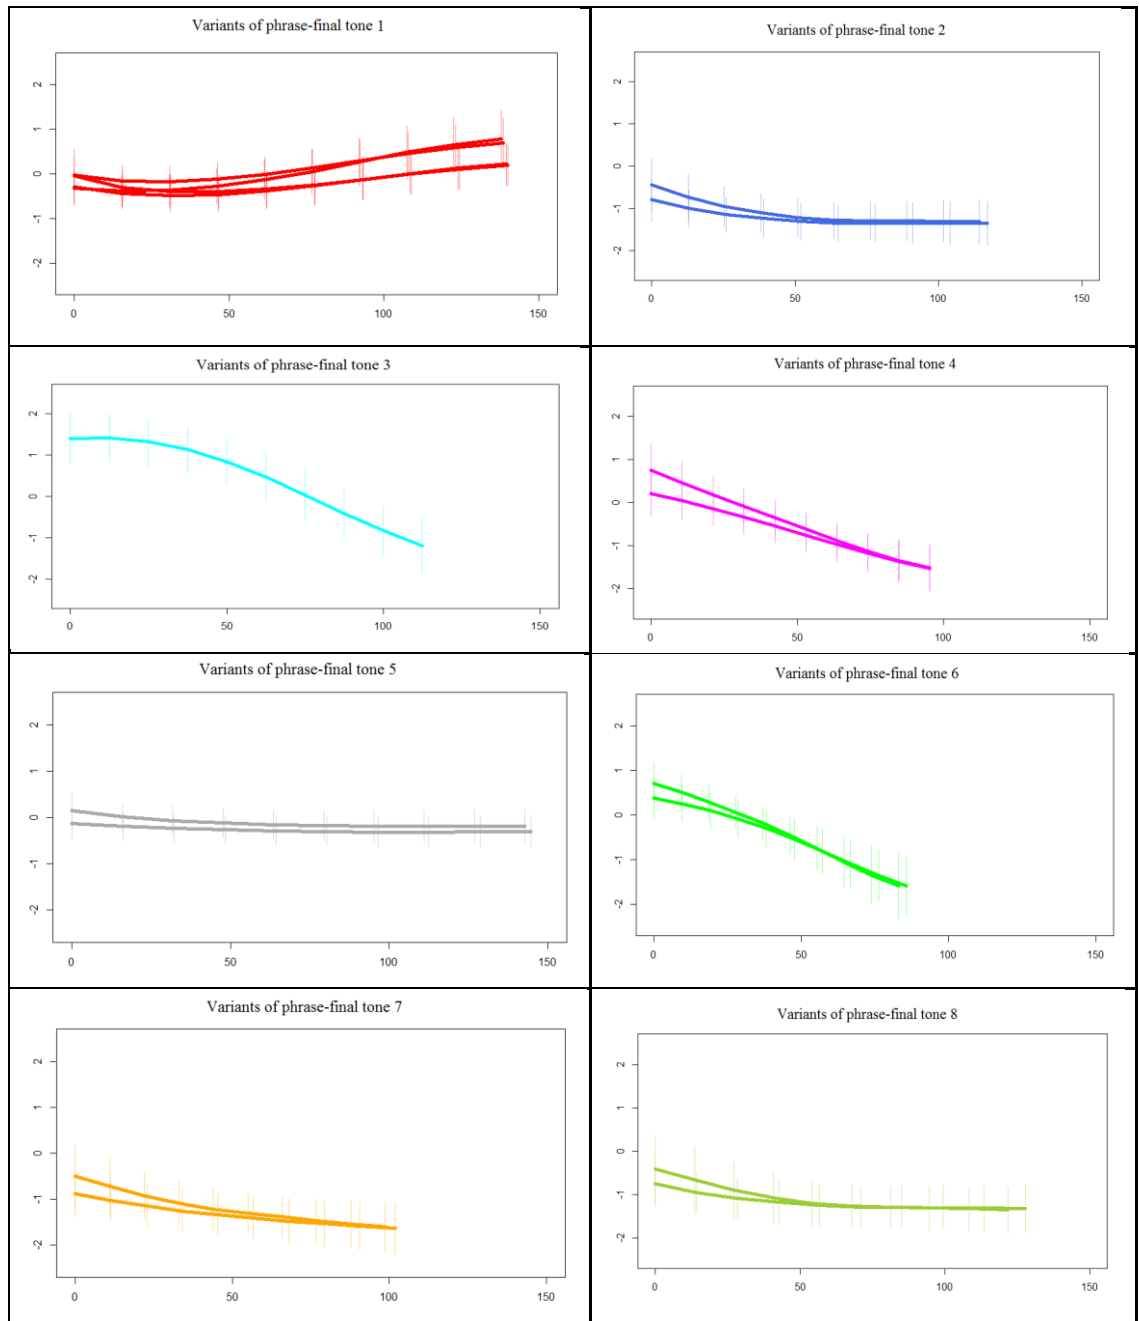 Variants of phrase-final tone 1
2
1
0
-1
-2
0 50 100 150
Variants of phrase-final tone 2
2
1
0
-1
-2
0 50 100 150
Variants of phrase-final tone 3
2
1
0
-1
-2
0 50 100 150
Variants of phrase-final tone 4
2
1
0
-1
-2
0 50 100 150
Variants of phrase-final tone 5
2
1
0
-1
-2
0 50 100 150
Variants of phrase-final tone 6
2
1
0
-1
-2
0 50 100 150
Variants of phrase-final tone 7
2
1
0
-1
-2
0 50 100 150
Variants of phrase-final tone 8
2
1
0
-1
-2
0 50 100 150